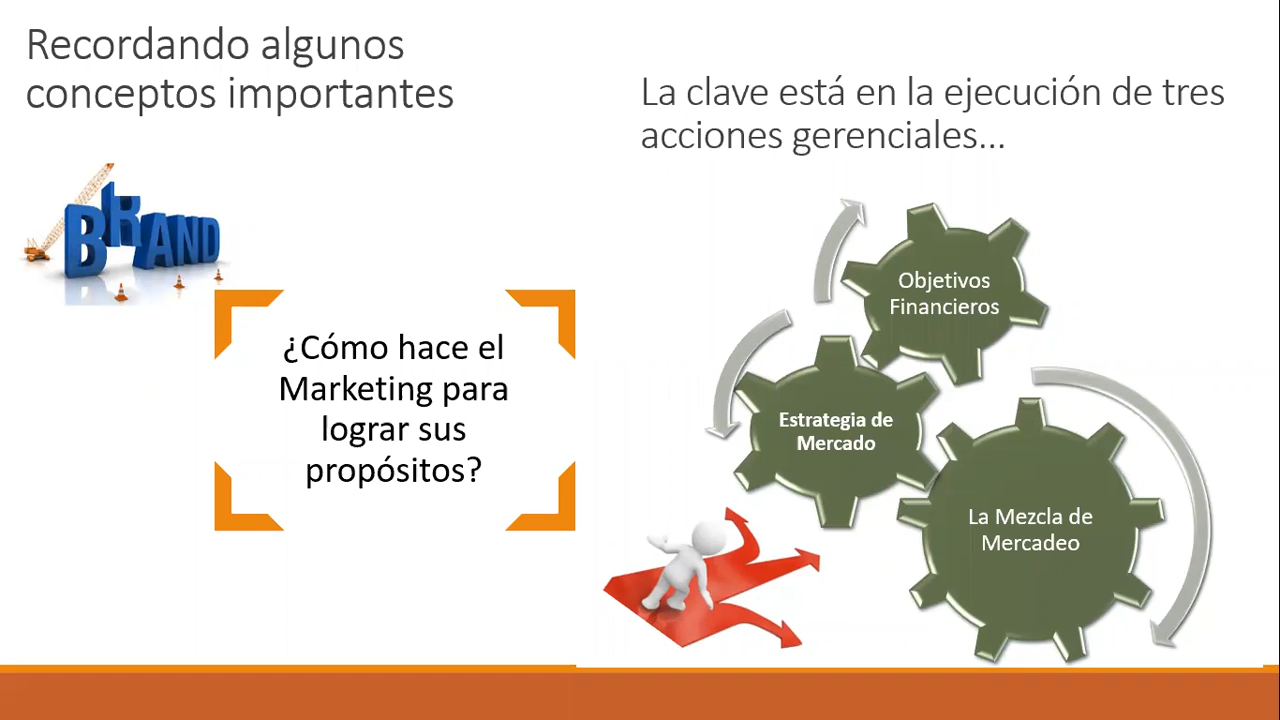 Recordando algunos
conceptos importantes
BRAND
¿Cómo hace el
Marketing para
lograr sus
propósitos?
La clave está en la ejecución de tres
acciones gerenciales...
Objetivos
Financieros
Estrategia de
Mercado
La Mezcla de
Mercadeo